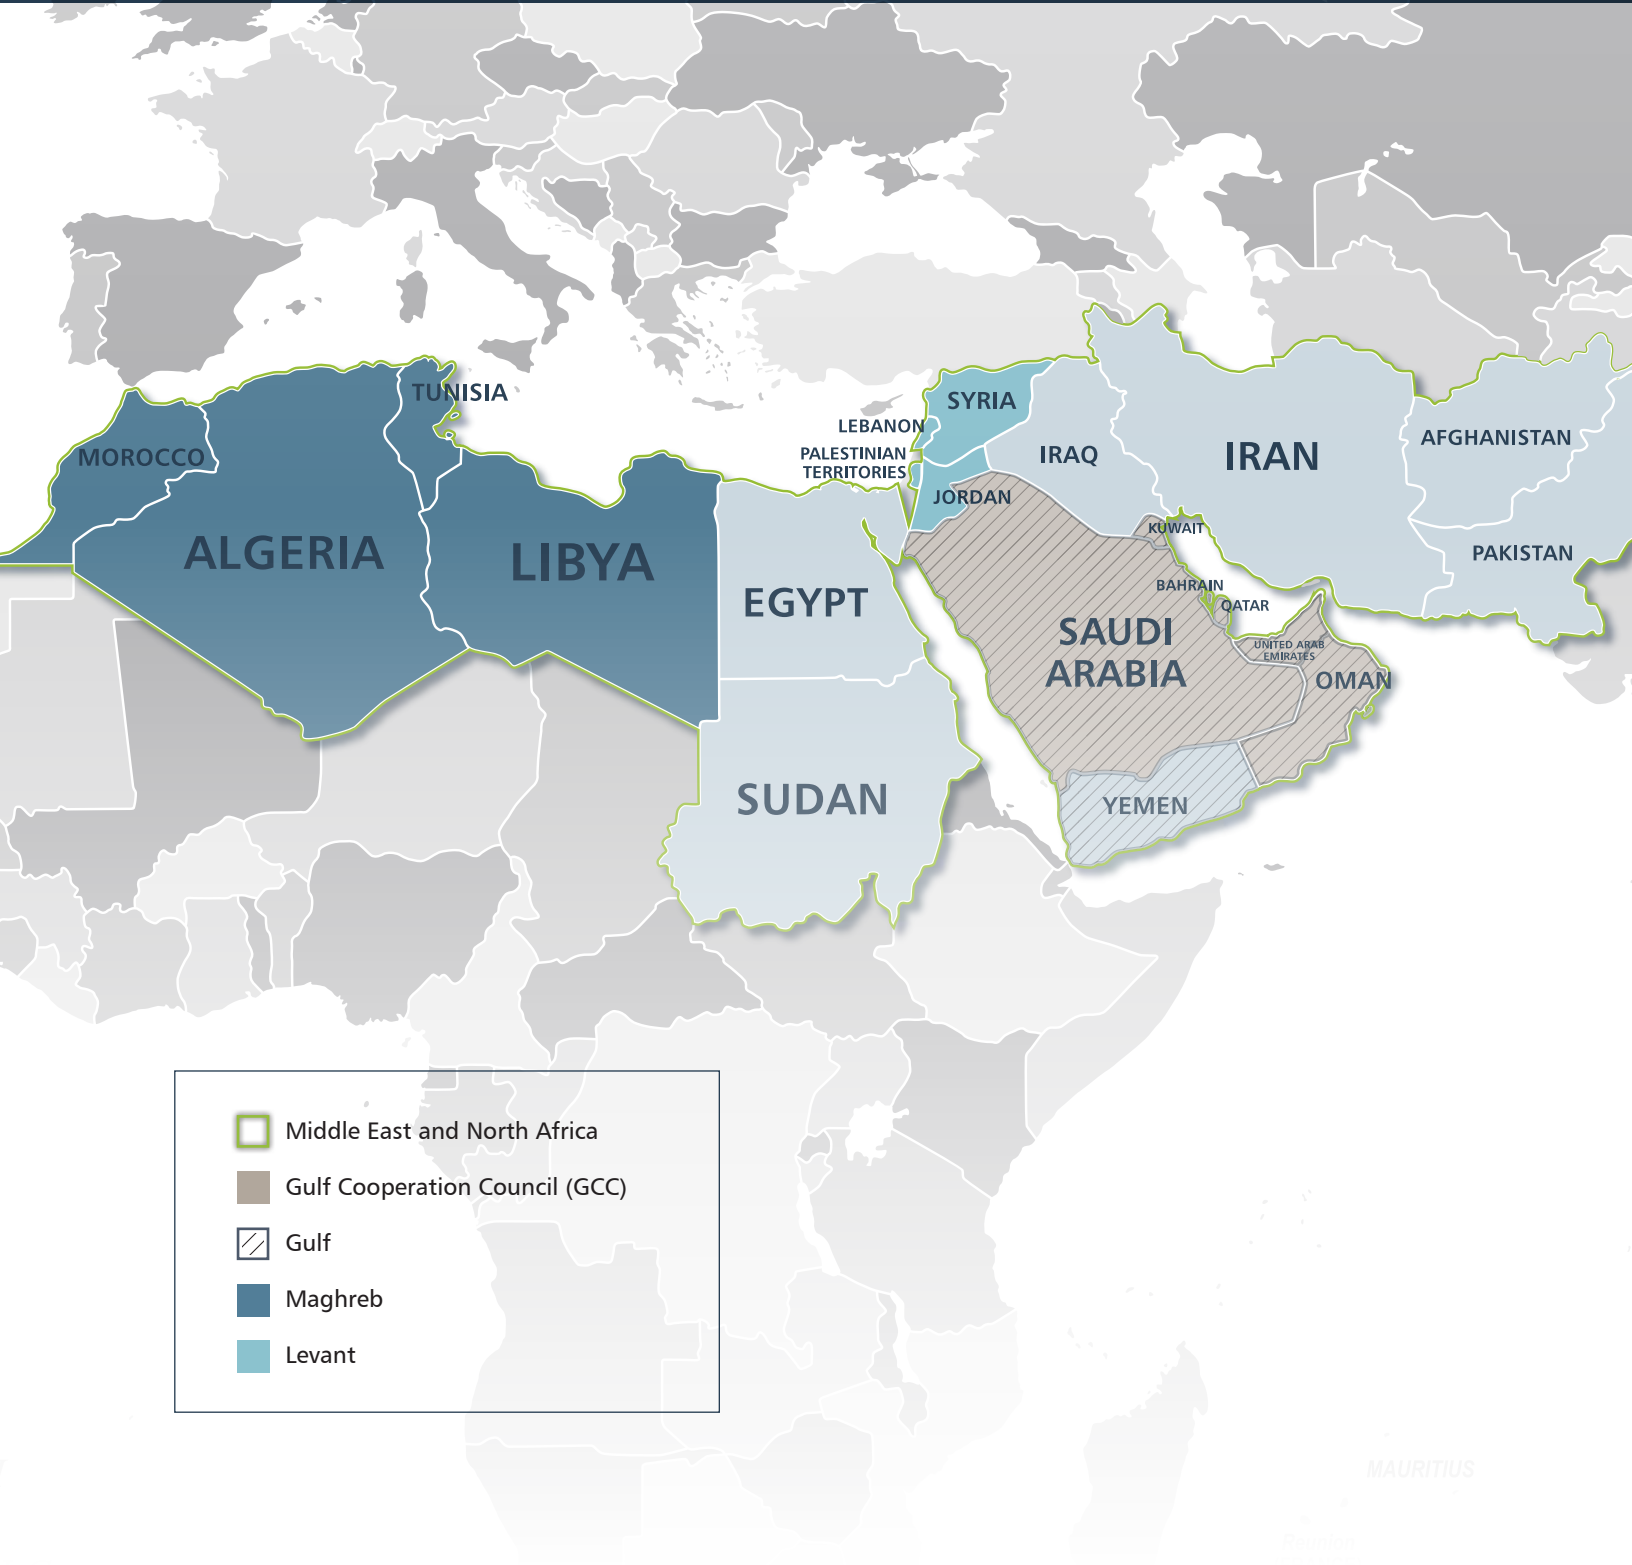 TUNISIA
SYRIA
LEBANON
MOROCCO
PALESTINIAN
TERRITORIES
IRAQ
IRAN
AFGHANISTAN
JORDAN
KUWAIT
ALGERIA
LIBYA
PAKISTAN
EGYPT
BAHRAIN
QATAR
SAUDI
ARABIA
UNITED ARAB
EMIRATES
OMAN
SUDAN
YEMEN
Middle East and North Africa
Gulf Cooperation Council (GCC)
Gulf
Maghreb
Levant
MAURITIUS
Reunion